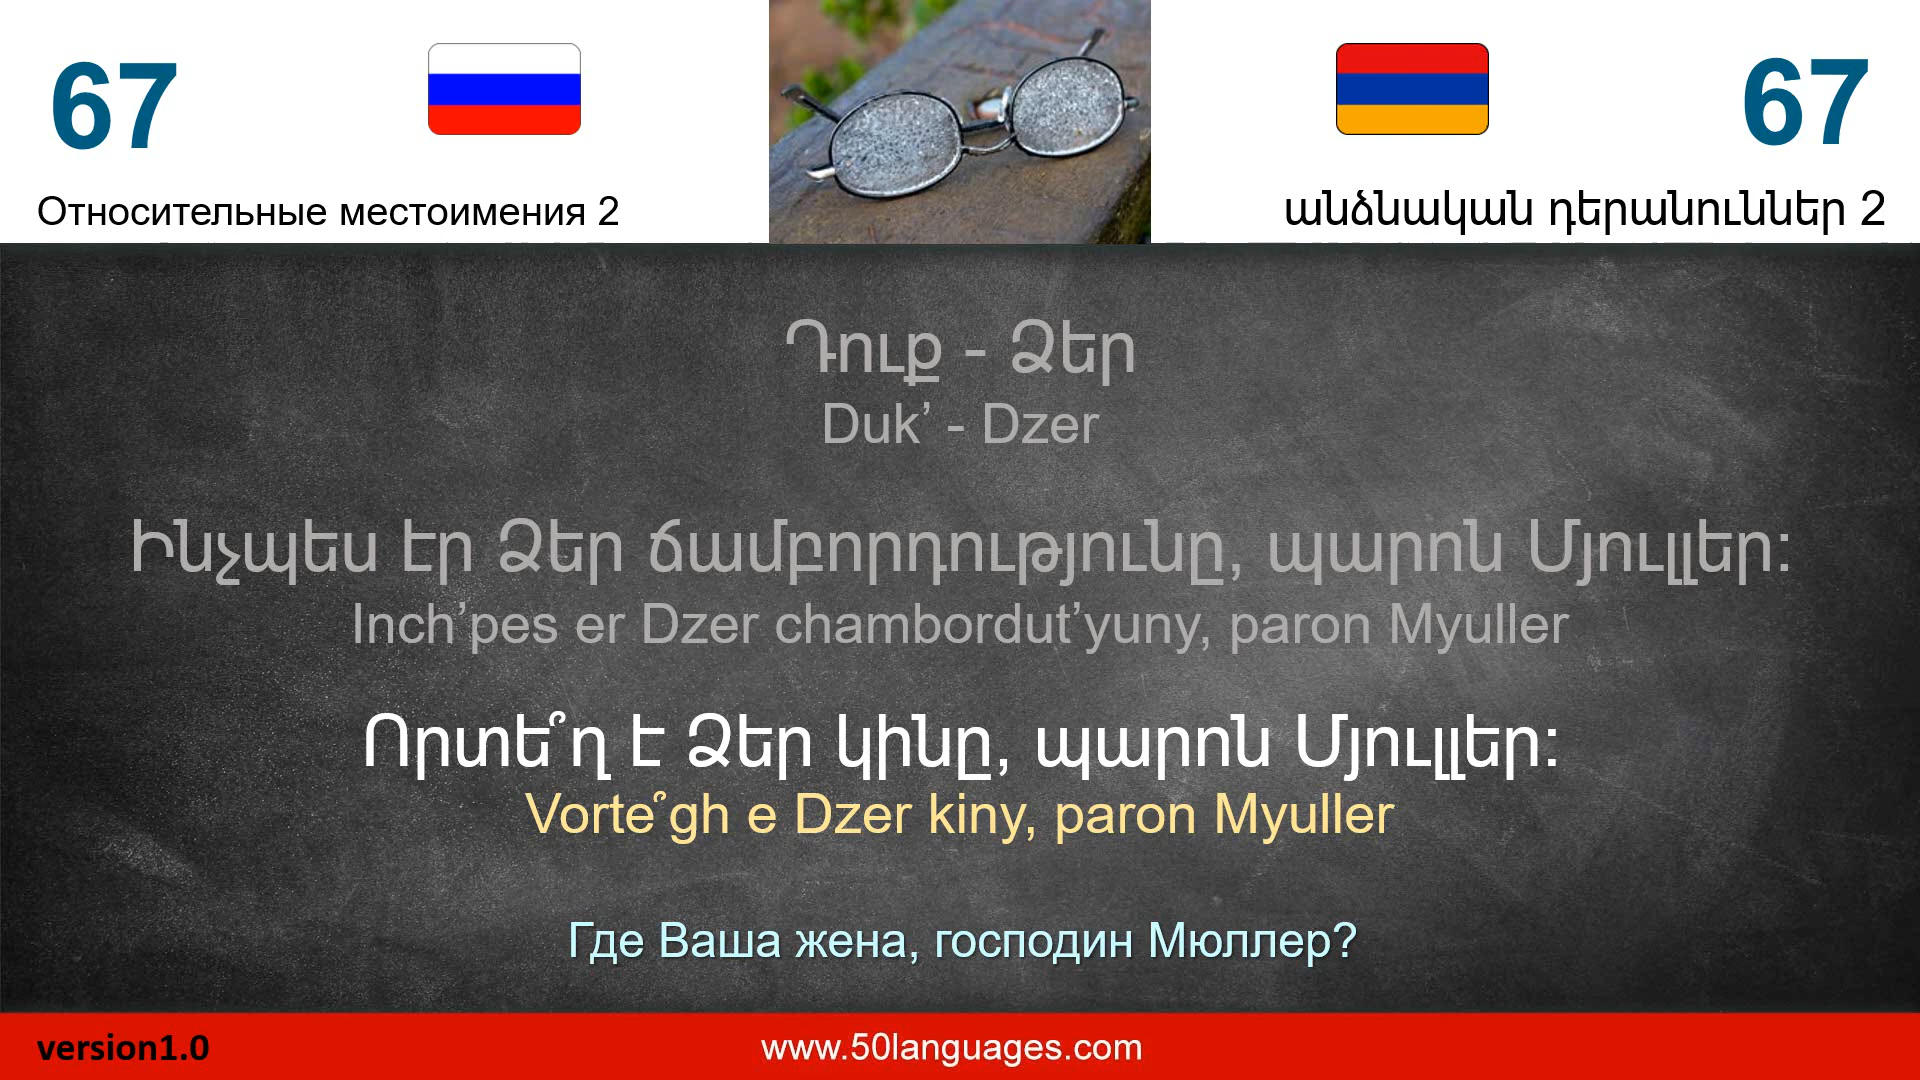 67
67
Относительные местоимения 2
անձնական դերանուններ 2
Դուք - Ձեր
Duk’ - Dzer
Ինչպես էր Ձեր ճամբորդությունը, պարոն Մյուլլեր:
Inch’pes er Dzer chambordut’yuny, paron Myuller
Որտե՞ղ է Ձեր կինը, պարոն Մյուլլեր:
Vorte՞gh e Dzer kiny, paron Myuller
Где Ваша жена, господин Мюллер?
version1.0
www.50languages.com